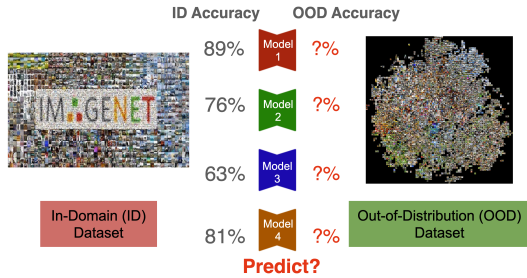 ID Accuracy OOD Accuracy
89% Model 1 ?%
IMAGENET
76% Model 2 ?%
63% Model 3 ?%
In-Domain (ID)
Dataset
81% Model 4 ?%
Out-of-Distribution (OOD)
Dataset
Predict?